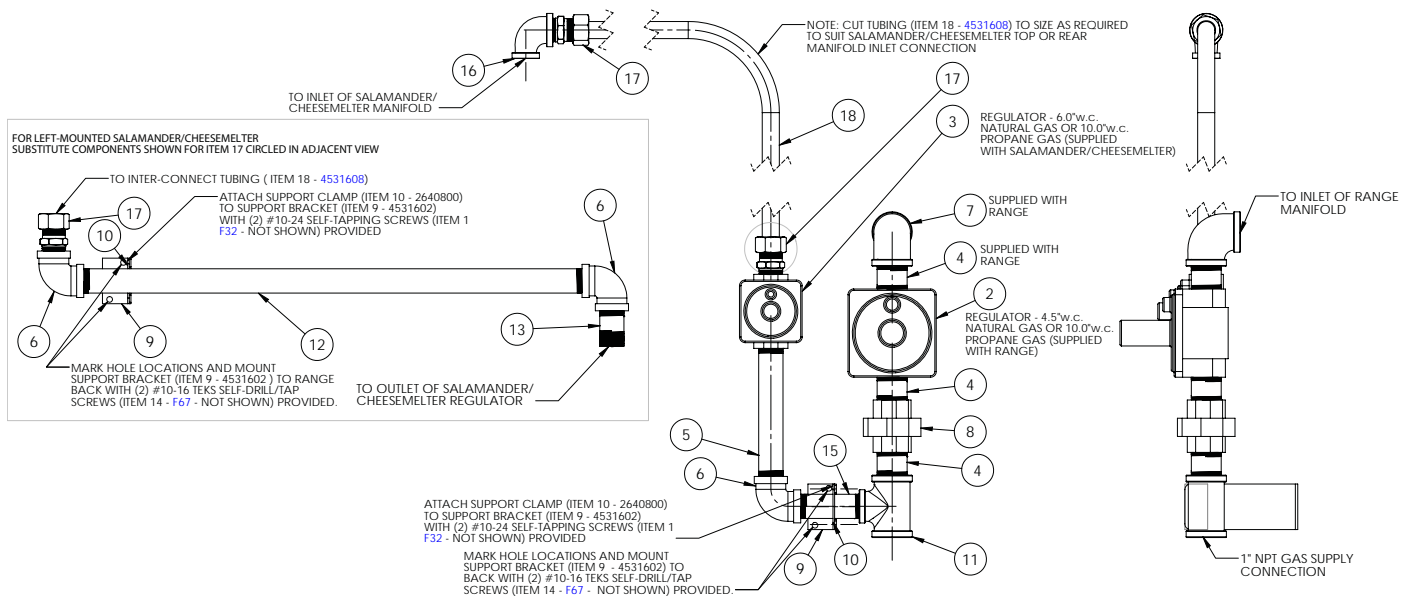 NOTE: CUT TUBING (ITEM 18 - 4531608) TO SIZE AS REQUIRED
TO SUIT SALAMANDER/CHEESEMELTER TOP OR REAR
MANIFOLD INLET CONNECTION
16
17
TO INLET OF SALAMANDER/
CHEESEMELTER MANIFOLD
17
18
3
REGULATOR - 6.0"w.c.
NATURAL GAS OR 10.0"w.c.
PROPANE GAS (SUPPLIED
WITH SALAMANDER/CHEESEMELTER)
FOR LEFT-MOUNTED SALAMANDER/CHEESEMELTER
SUBSTITUTE COMPONENTS SHOWN FOR ITEM 17 CIRCLED IN ADJACENT VIEW
TO INTER-CONNECT TUBING ( ITEM 18 - 4531608)
ATTACH SUPPORT CLAMP (ITEM 10 - 2640800)
TO SUPPORT BRACKET (ITEM 9 - 4531602)
WITH (2) #10-24 SELF-TAPPING SCREWS (ITEM 1
F32 - NOT SHOWN) PROVIDED
17
10
6
6
9
12
13
MARK HOLE LOCATIONS AND MOUNT
SUPPORT BRACKET (ITEM 9 - 4531602 ) TO RANGE
BACK WITH (2) #10-16 TEKS SELF-DRILL/TAP
SCREWS (ITEM 14 - F67 - NOT SHOWN) PROVIDED.
TO OUTLET OF SALAMANDER/
CHEESEMELTER REGULATOR
7
SUPPLIED WITH
RANGE
4
SUPPLIED WITH
RANGE
2
REGULATOR - 4.5"w.c.
NATURAL GAS OR 10.0"w.c.
PROPANE GAS (SUPPLIED
WITH RANGE)
TO INLET OF RANGE
MANIFOLD
4
8
5
15
4
6
ATTACH SUPPORT CLAMP (ITEM 10 - 2640800)
TO SUPPORT BRACKET (ITEM 9 - 4531602)
WITH (2) #10-24 SELF-TAPPING SCREWS (ITEM 1
F32 - NOT SHOWN) PROVIDED
MARK HOLE LOCATIONS AND MOUNT
SUPPORT BRACKET (ITEM 9 - 4531602) TO
BACK WITH (2) #10-16 TEKS SELF-DRILL/TAP
SCREWS (ITEM 14 - F67 - NOT SHOWN) PROVIDED.
9
10
11
1" NPT GAS SUPPLY
CONNECTION